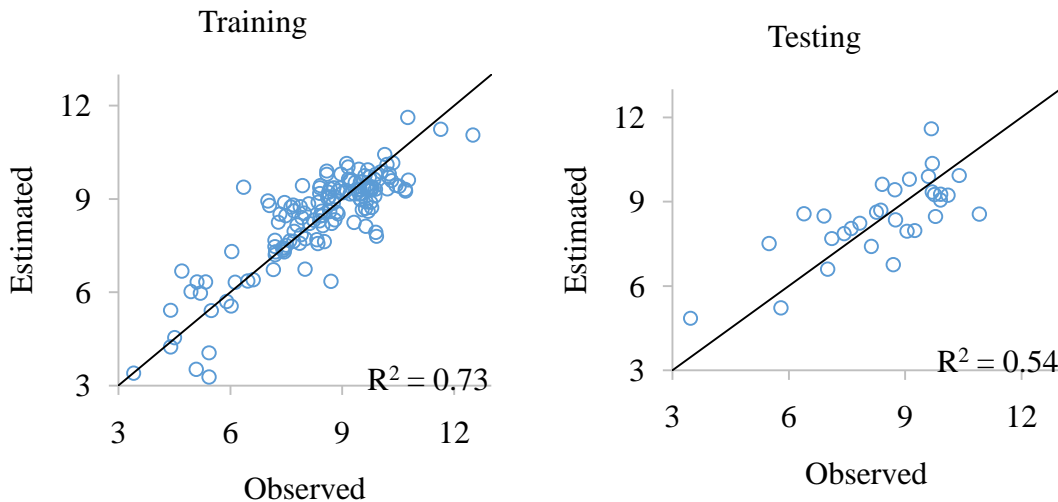 Training
12
9
6
3
Estimated
R² = 0.73
3 6 9 12
Observed
Testing
12
9
6
3
Estimated
R² = 0.54
3 6 9 12
Observed